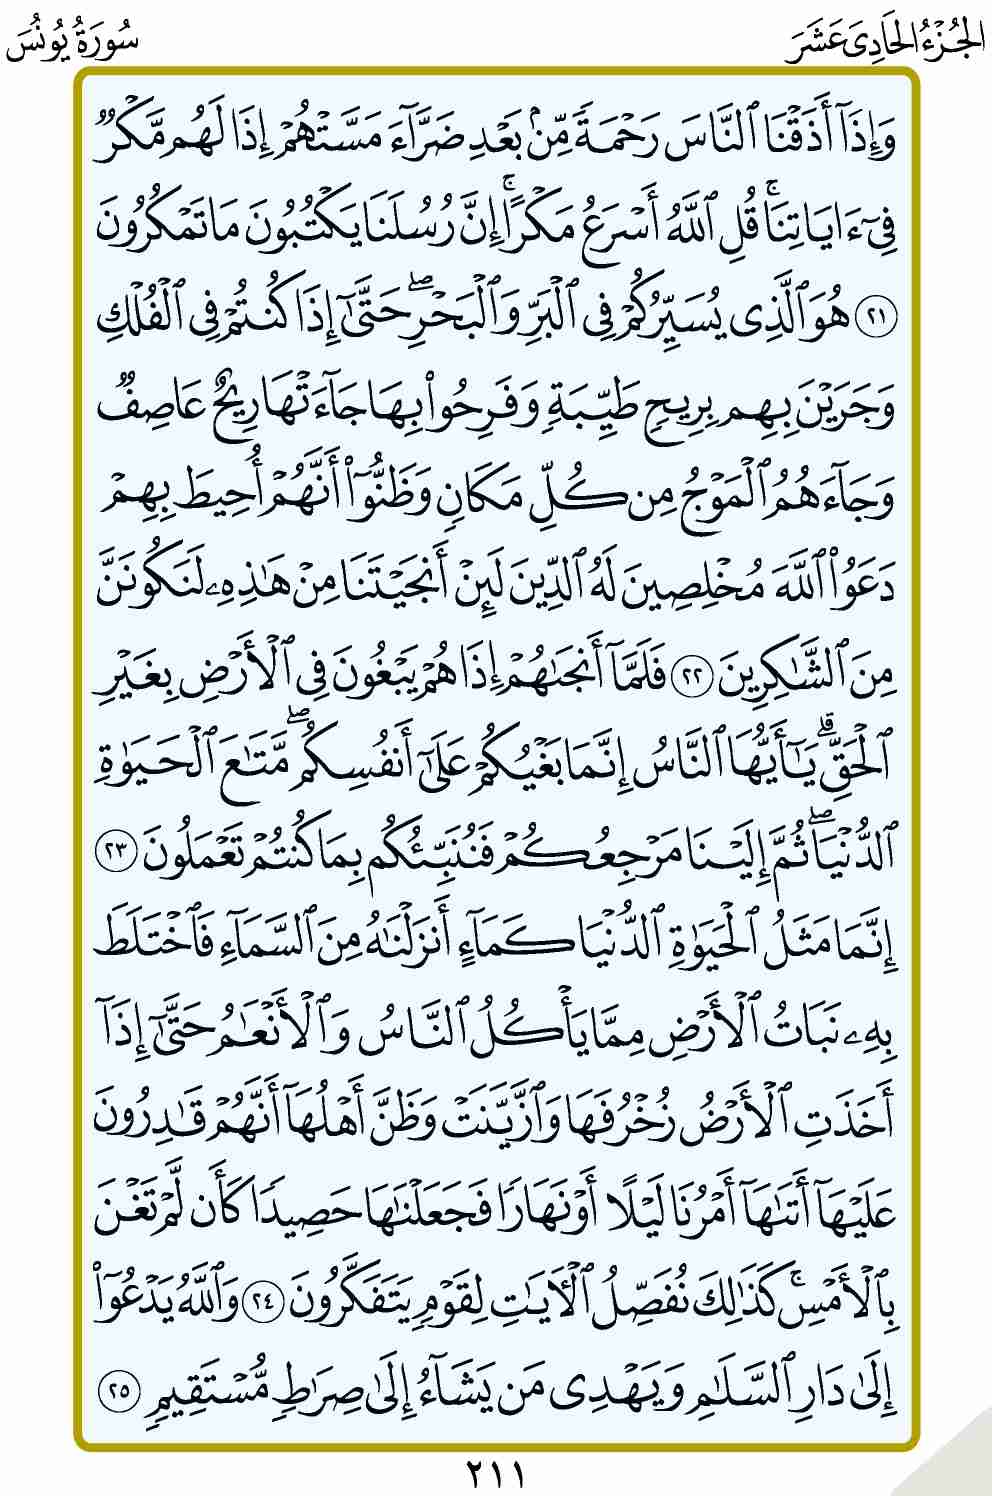 الجُزْءُ الحَادِيَ عَشَرَ
سُورَةُ يُونُسَ
وَإِذَآ أَذَقْنَا ٱلنَّاسَ رَحْمَةً مِّنۢ بَعْدِ ضَرَّآءَ مَسَّتْهُمْ إِذَا لَهُم مَّكْرٌ
فِىٓ ءَايَاتِنَا ۚ قُلِ ٱللَّهُ أَسْرَعُ مَكْرًا ۚ إِنَّ رُسُلَنَا يَكْتُبُونَ مَا تَمْكُرُونَ
٢١ هُوَ ٱلَّذِى يُسَيِّرُكُمْ فِى ٱلْبَرِّ وَٱلْبَحْرِ ۖ حَتَّىٰٓ إِذَا كُنتُمْ فِى ٱلْفُلْكِ
وَجَرَيْنَ بِهِم بِرِيحٍ طَيِّبَةٍ وَفَرِحُوا۟ بِهَا جَآءَتْهَا رِيحٌ عَاصِفٌ
وَجَآءَهُمُ ٱلْمَوْجُ مِن كُلِّ مَكَانٍ وَظَنُّوٓا۟ أَنَّهُمْ أُحِيطَ بِهِمْ
دَعَوُا۟ ٱللَّهَ مُخْلِصِينَ لَهُ ٱلدِّينَ لَئِنْ أَنجَيْتَنَا مِنْ هَٰذِهِۦ لَنَكُونَنَّ
مِنَ ٱلشَّٰكِرِينَ ٢٢ فَلَمَّآ أَنجَىٰهُمْ إِذَا هُمْ يَبْغُونَ فِى ٱلْأَرْضِ بِغَيْرِ
ٱلْحَقِّ ۗ يَٰٓأَيُّهَا ٱلنَّاسُ إِنَّمَا بَغْيُكُمْ عَلَىٰٓ أَنفُسِكُم ۖ مَّتَٰعَ ٱلْحَيَوٰةِ
ٱلدُّنْيَا ۖ ثُمَّ إِلَيْنَا مَرْجِعُكُمْ فَنُنَبِّئُكُم بِمَا كُنتُمْ تَعْمَلُونَ ٢٣
إِنَّمَا مَثَلُ ٱلْحَيَوٰةِ ٱلدُّنْيَا كَمَآءٍ أَنزَلْنَٰهُ مِنَ ٱلسَّمَآءِ فَٱخْتَلَطَ
بِهِۦ نَبَاتُ ٱلْأَرْضِ مِمَّا يَأْكُلُ ٱلنَّاسُ وَٱلْأَنْعَٰمُ حَتَّىٰٓ إِذَآ
أَخَذَتِ ٱلْأَرْضُ زُخْرُفَهَا وَٱزَّيَّنَتْ وَظَنَّ أَهْلُهَآ أَنَّهُمْ قَٰدِرُونَ
عَلَيْهَآ أَتَىٰهَآ أَمْرُنَا لَيْلًا أَوْ نَهَارًا فَجَعَلْنَٰهَا حَصِيدًا كَأَن لَّمْ تَغْنَ
بِٱلْأَمْسِ ۚ كَذَٰلِكَ نُفَصِّلُ ٱلْآيَٰتِ لِقَوْمٍ يَتَفَكَّرُونَ ٢٤ وَٱللَّهُ يَدْعُوٓا۟
إِلَىٰ دَارِ ٱلسَّلَٰمِ وَيَهْدِى مَن يَشَآءُ إِلَىٰ صِرَٰطٍ مُّسْتَقِيمٍ ٢٥
٢١١